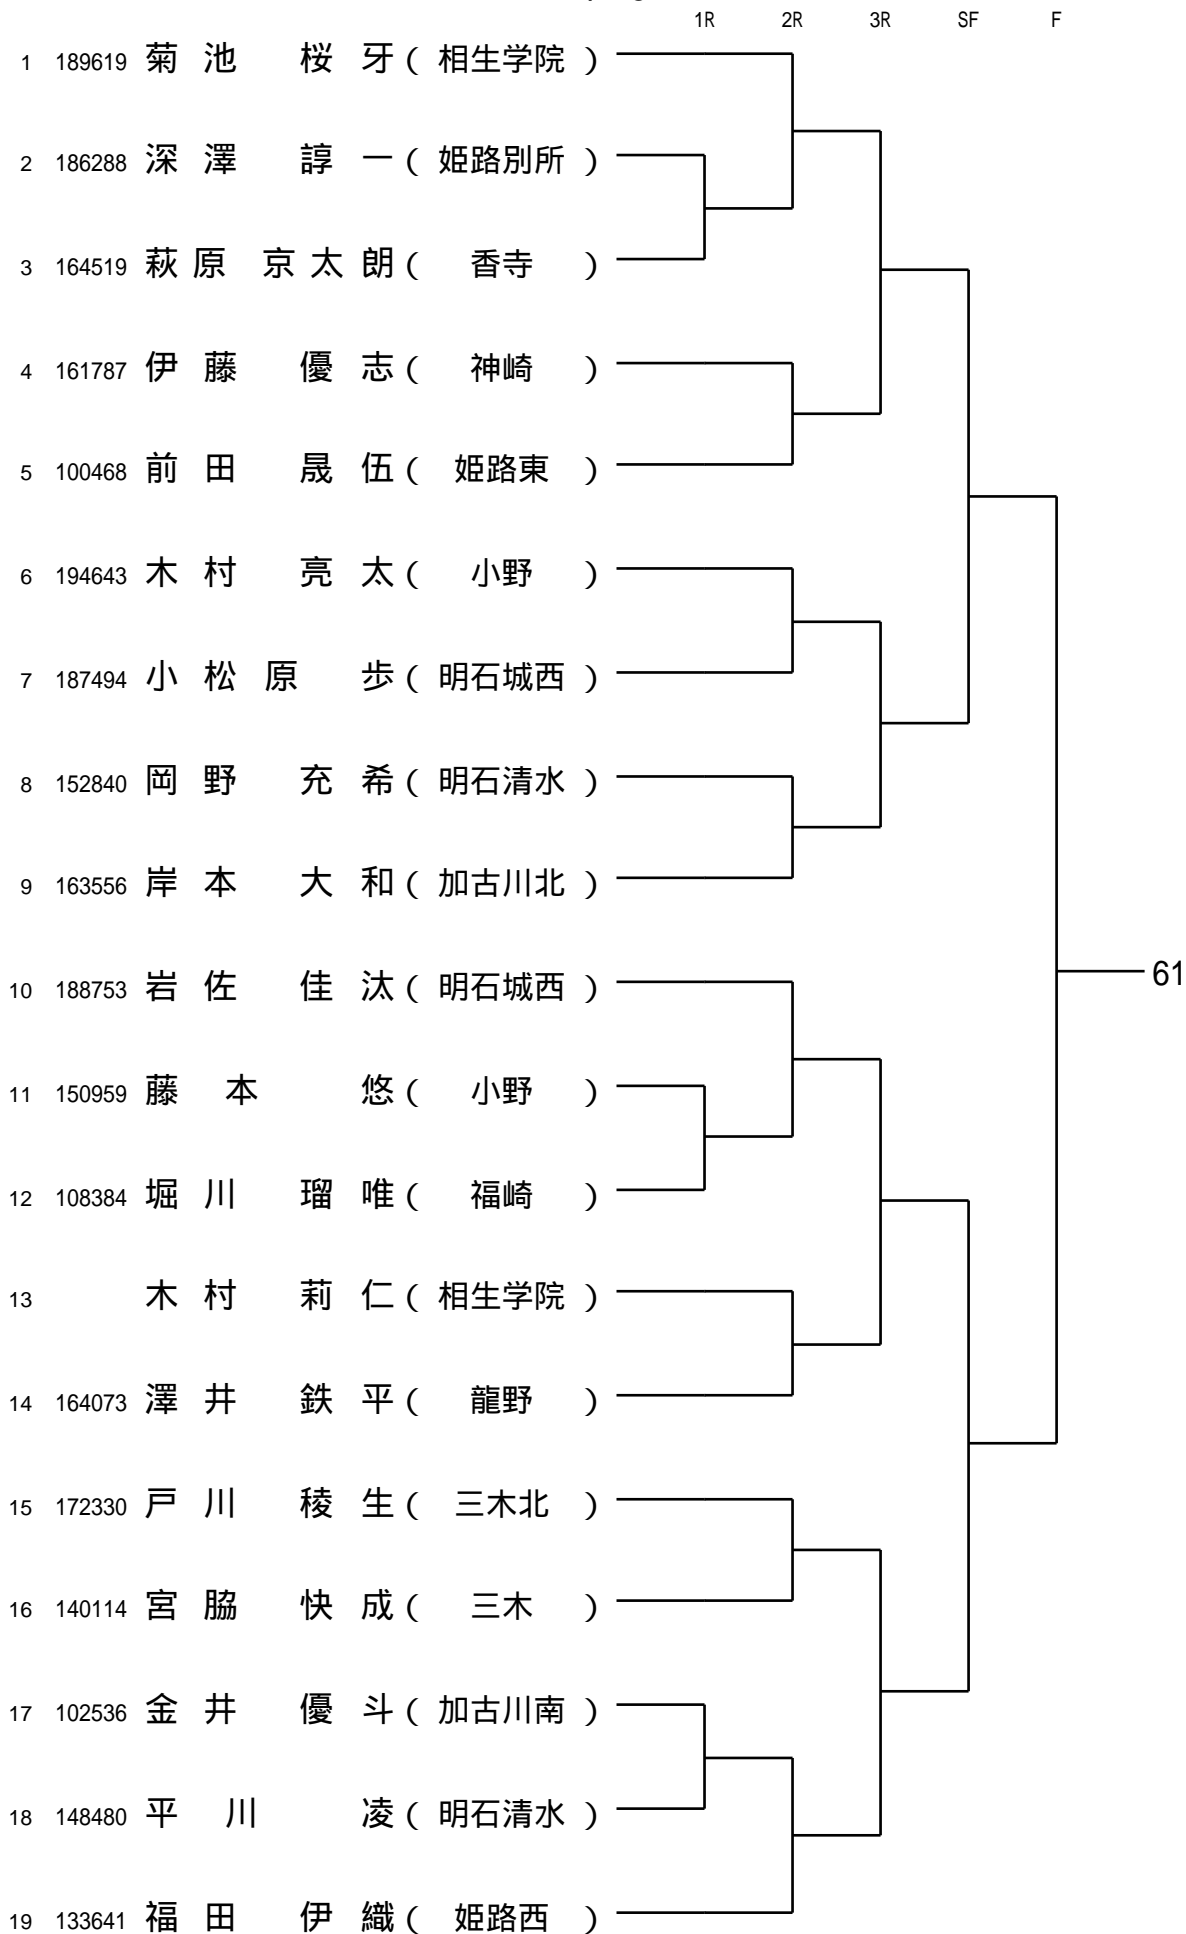 1R 2R 3R SF F
1 189619 菊池 桜牙 ( 相生学院 )
2 186288 深澤 諄一 ( 姫路別所 )
3 164519 萩原 京太朗 ( 香寺 )
4 161787 伊藤 優志 ( 神崎 )
5 100468 前田 晟伍 ( 姫路東 )
6 194643 木村 亮太 ( 小野 )
7 187494 小松原 歩 ( 明石城西 )
8 152840 岡野 充希 ( 明石清水 )
9 163556 岸本 大和 ( 加古川北 )
61
10 188753 岩佐 佳汰 ( 明石城西 )
11 150959 藤本 悠 ( 小野 )
12 108384 堀川 瑠唯 ( 福崎 )
13 木村 莉仁 ( 相生学院 )
14 164073 澤井 鉄平 ( 龍野 )
15 172330 戸川 稜生 ( 三木北 )
16 140114 宮脇 快成 ( 三木 )
17 102536 金井 優斗 ( 加古川南 )
18 148480 平川 凌 ( 明石清水 )
19 133641 福田 伊織 ( 姫路西 )